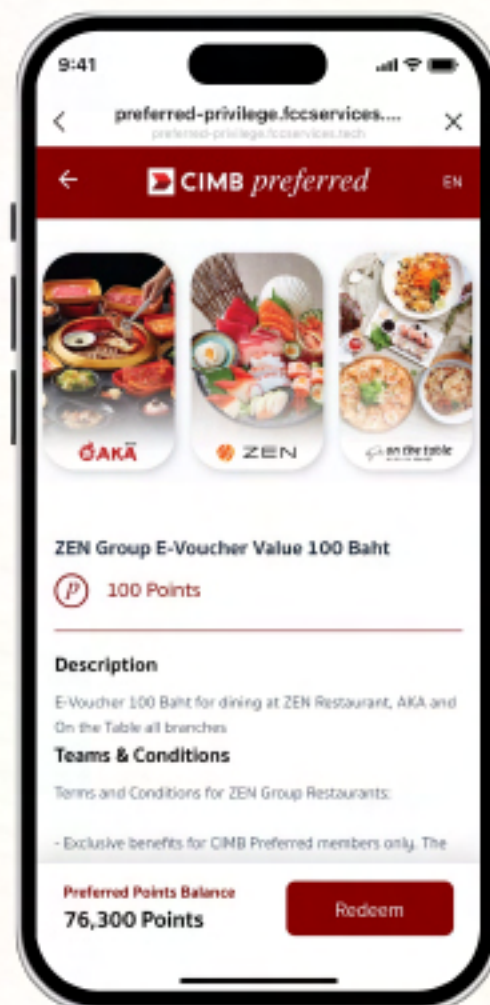 9:41
preferred-privilege.fccservices....
preferred-privilege.fccservices.tech
CIMB preferred
EN
AKA
ZEN
on the table
ZEN Group E-Voucher Value 100 Baht
P 100 Points
Description
E-Voucher 100 Baht for dining at ZEN Restaurant, AKA and
On the Table all branches
Teams & Conditions
Terms and Conditions for ZEN Group Restaurants:
- Exclusive benefits for CIMB Preferred members only. The
Preferred Points Balance
76,300 Points
Redeem